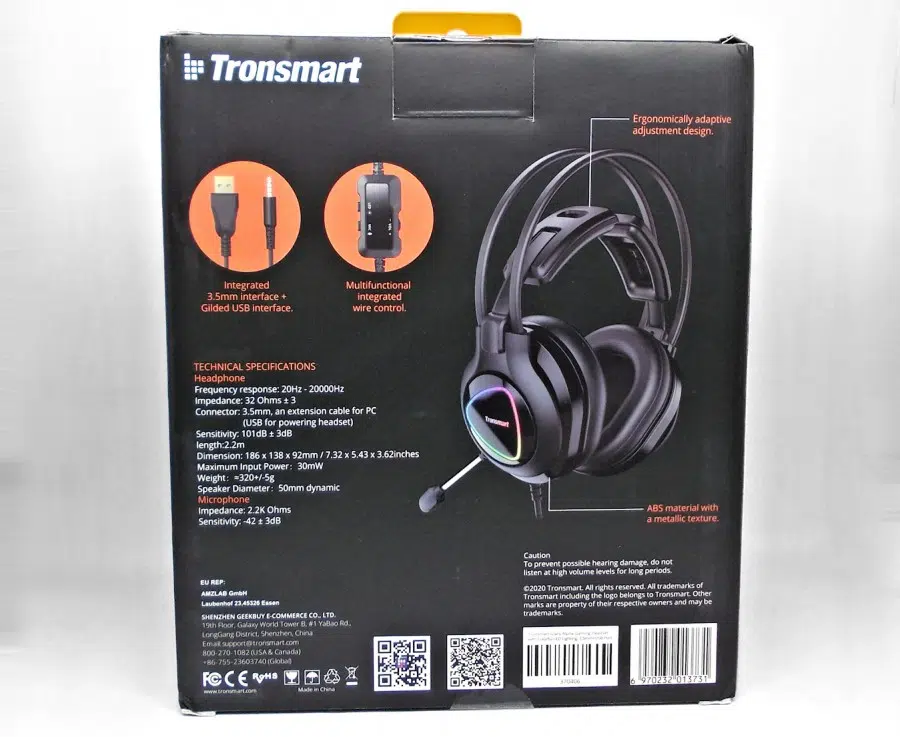 Tronsmart
Ergonomically adaptive
adjustment design.
Integrated
3.5mm interface +
Gilded USB interface.
Multifunctional
integrated
wire control.
TECHNICAL SPECIFICATIONS
Headphone
Frequency response: 20Hz - 20000Hz
Impedance: 32 Ohms ± 3
Connector: 3.5mm, an extension cable for PC
(USB for powering headset)
Sensitivity: 101dB ± 3dB
length:2.2m
Dimension: 186 x 138 x 92mm / 7.32 x 5.43 x 3.62inches
Maximum Input Power: 30mW
Weight: ≈320+/-5g
Speaker Diameter: 50mm dynamic
Microphone
Impedance: 2.2K Ohms
Sensitivity: -42 ± 3dB
Tronsmart
ABS material with
a metallic texture.
Caution
To prevent possible hearing damage, do not
listen at high volume levels for long periods.
©2020 Tronsmart. All rights reserved. All trademarks of
Tronsmart including the logo belongs to Tronsmart. Other
marks are property of their respective owners and may be
trademarks.
EU REP:
AMZLAB GmbH
Laubenhof 23,45326 Essen
SHENZHEN GEEKBUY E-COMMERCE CO., LTD.
19th Floor, Galaxy World Tower B, #1 YaBao Rd.,
LongGang District, Shenzhen, China
Email:support@tronsmart.com
800-270-1082 (USA & Canada)
+86-755-23603740 (Global)
FC CE RoHS
www.tronsmart.com
Made in China
370406
6 970232 013731